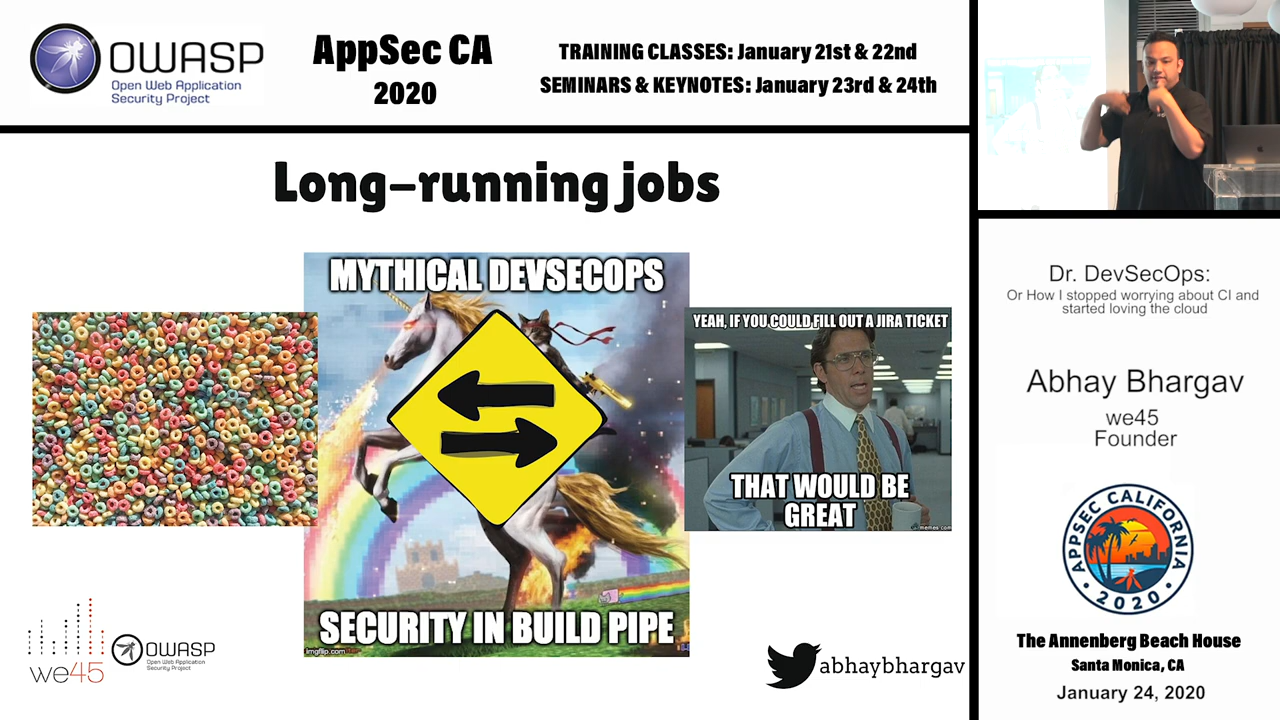 OWASP
Open Web Application
Security Project
AppSec CA
2020
TRAINING CLASSES: January 21st & 22nd
SEMINARS & KEYNOTES: January 23rd & 24th
Long-running jobs
MYTHICAL DEVSECOPS
SECURITY IN BUILD PIPE
imgflip.com
YEAH, IF YOU COULD FILL OUT A JIRA TICKET
THAT WOULD BE
GREAT
memes.com
we45
OWASP
Open Web Application
Security Project
abhaybhargav
Dr. DevSecOps:
Or How I stopped worrying about CI and
started loving the cloud
Abhay Bhargav
we45
Founder
APPSEC CALIFORNIA
2020
The Annenberg Beach House
Santa Monica, CA
January 24, 2020